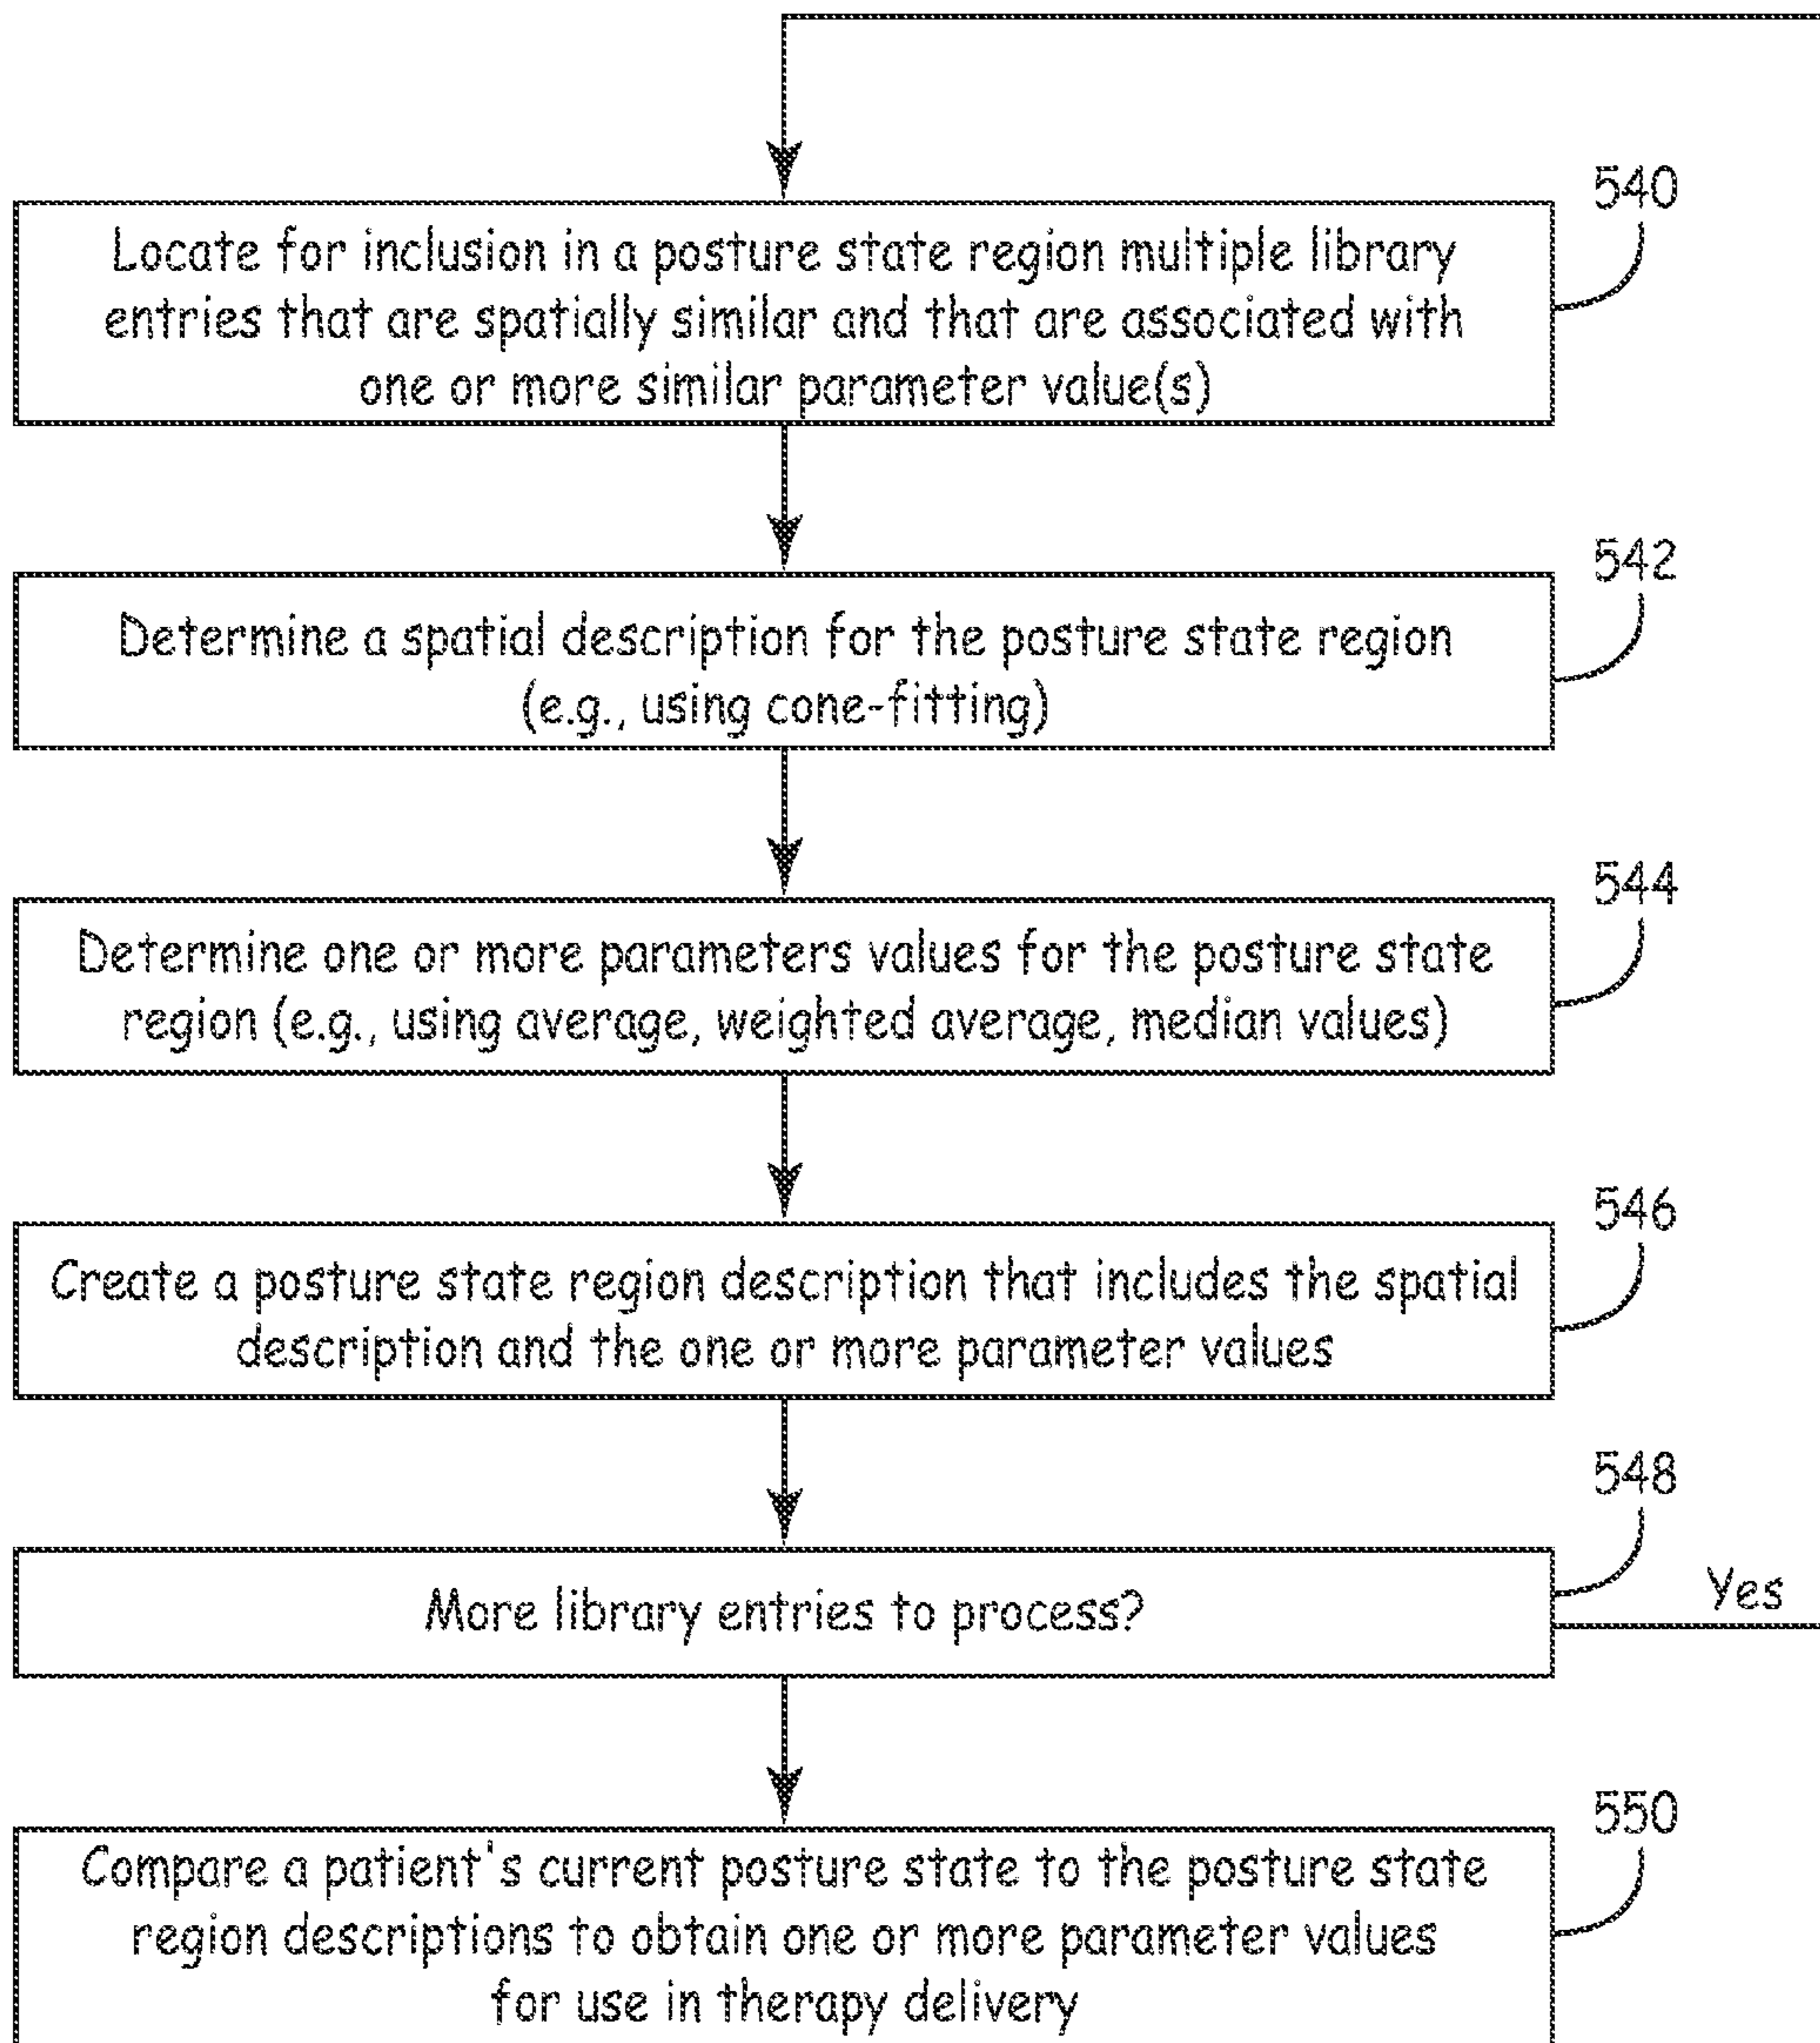 540
Locate for inclusion in a posture state region multiple library
entries that are spatially similar and that are associated with
one or more similar parameter value(s)
542
Determine a spatial description for the posture state region
(e.g., using cone-fitting)
544
Determine one or more parameters values for the posture state
region (e.g., using average, weighted average, median values)
546
Create a posture state region description that includes the spatial
description and the one or more parameter values
548
More library entries to process?
Yes
550
Compare a patient's current posture state to the posture state
region descriptions to obtain one or more parameter values
for use in therapy delivery